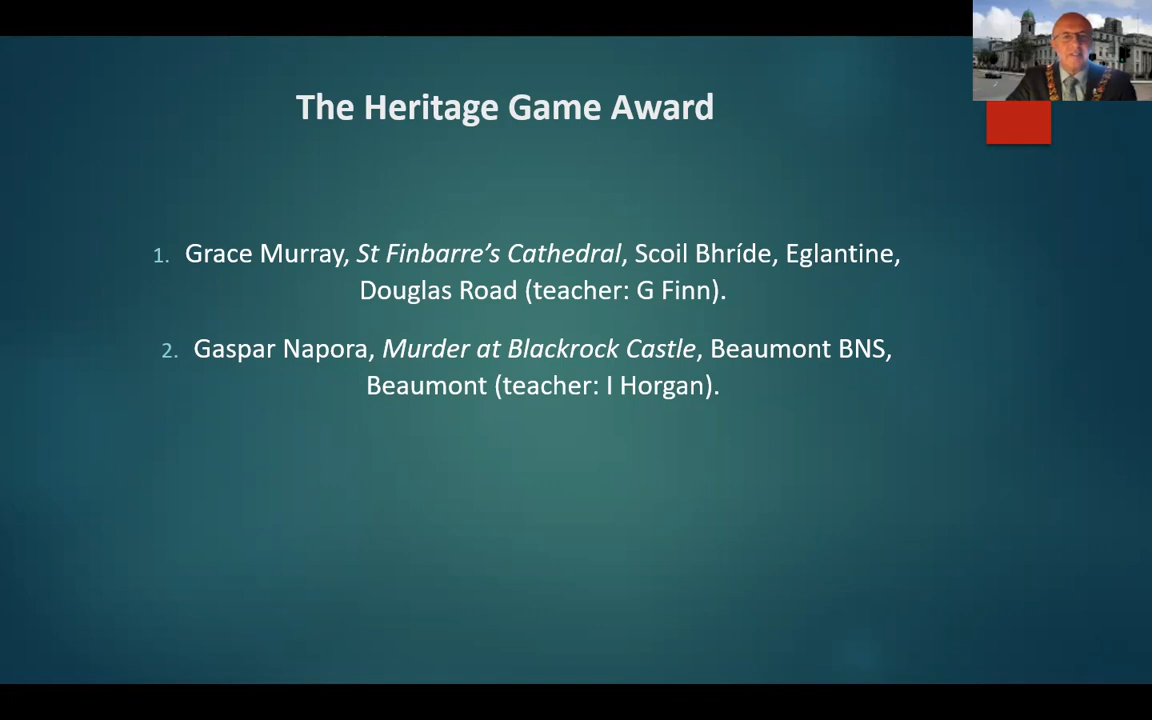 The Heritage Game Award
1. Grace Murray, St Finbarre’s Cathedral, Scoil Bhríde, Eglantine,
Douglas Road (teacher: G Finn).
2. Gaspar Napora, Murder at Blackrock Castle, Beaumont BNS,
Beaumont (teacher: I Horgan).